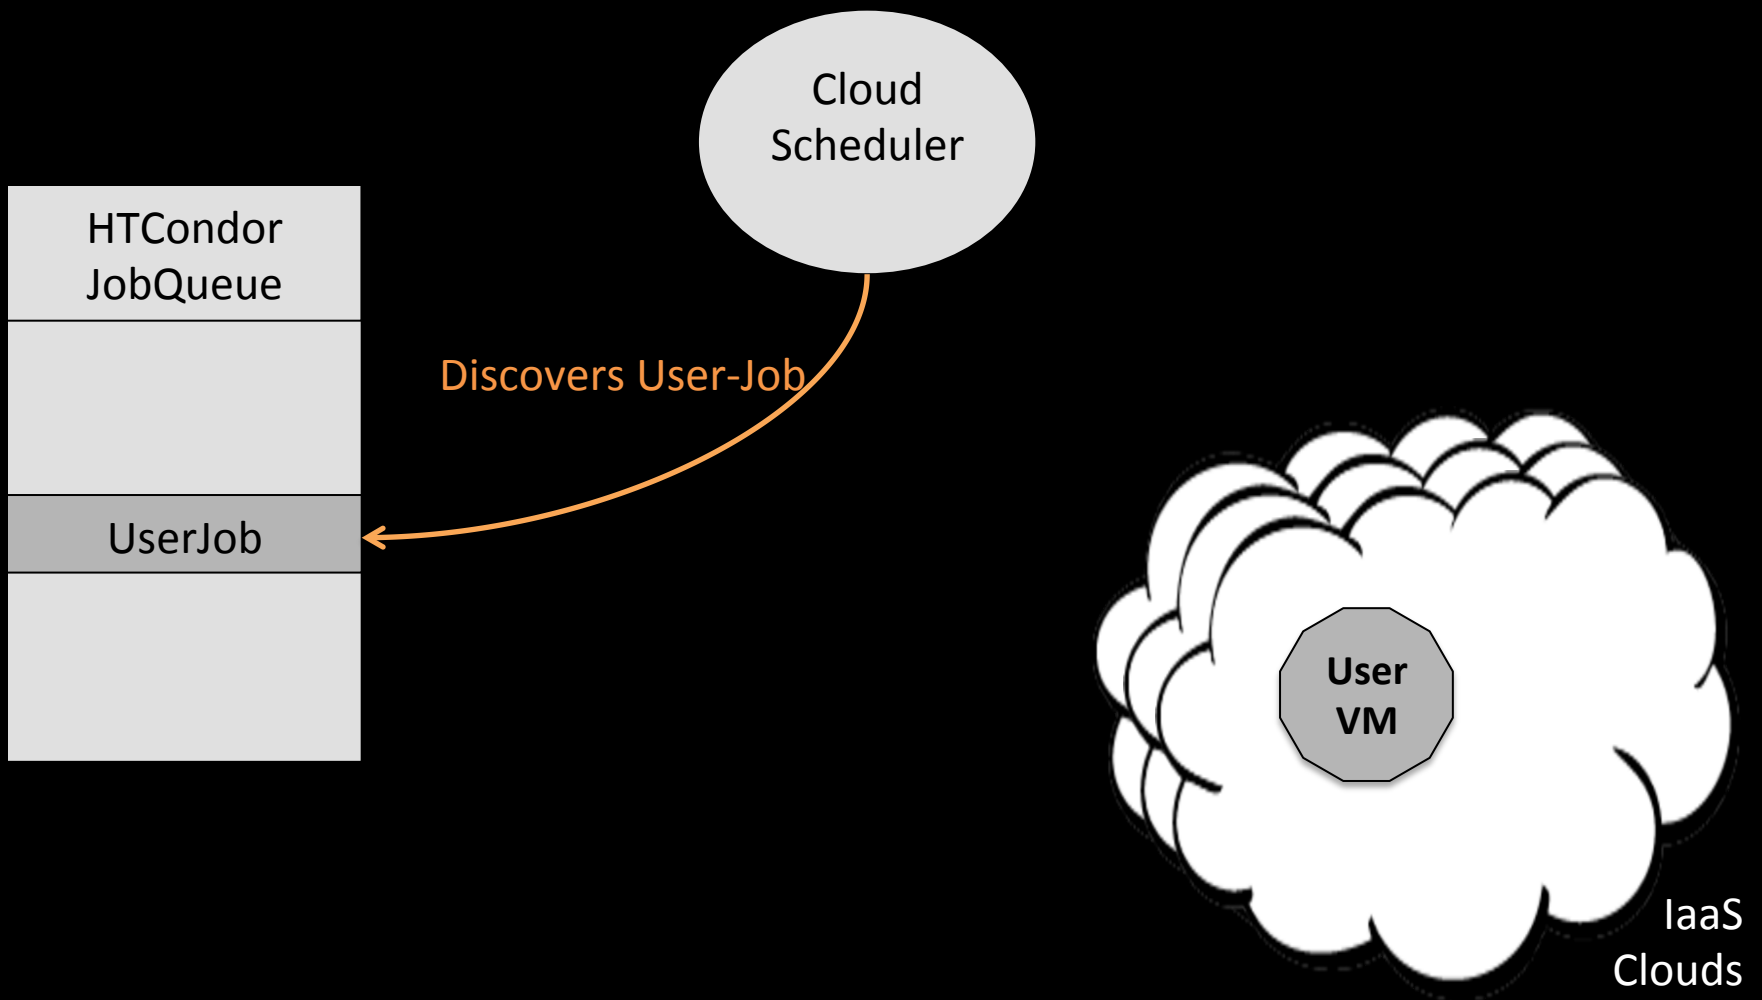 Cloud
Scheduler
HTCondor
JobQueue
Discovers User-Job
UserJob
User
VM
IaaS
Clouds